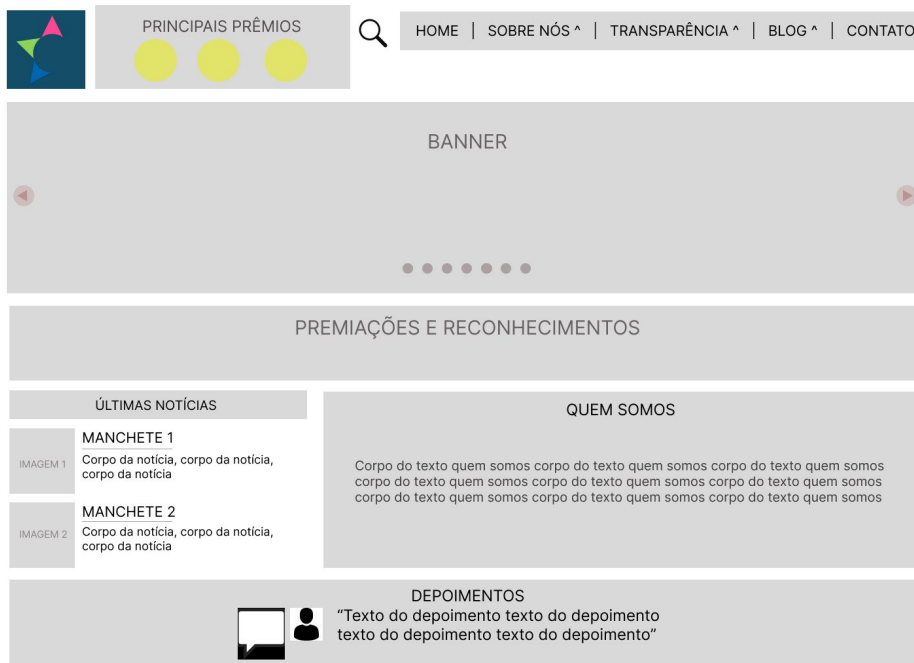 PRINCIPAIS PRÊMIOS
HOME | SOBRE NÓS ^ | TRANSPARÊNCIA ^ | BLOG ^ | CONTATO
BANNER
PREMIAÇÕES E RECONHECIMENTOS
ÚLTIMAS NOTÍCIAS
IMAGEM 1
MANCHETE 1
Corpo da notícia, corpo da notícia,
corpo da notícia
IMAGEM 2
MANCHETE 2
Corpo da notícia, corpo da notícia,
corpo da notícia
QUEM SOMOS
Corpo do texto quem somos corpo do texto quem somos corpo do texto quem somos
corpo do texto quem somos corpo do texto quem somos corpo do texto quem somos
corpo do texto quem somos corpo do texto quem somos corpo do texto quem somos
DEPOIMENTOS
“Texto do depoimento texto do depoimento
texto do depoimento texto do depoimento”